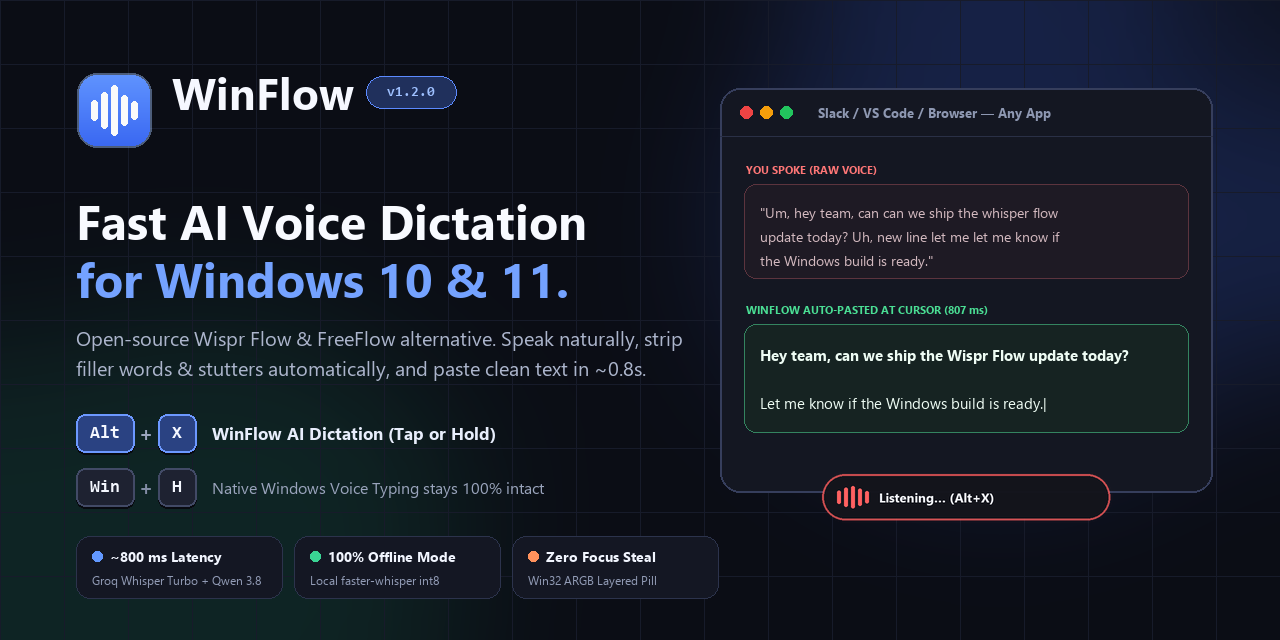 WinFlow
v1.2.0
Fast AI Voice Dictation
for Windows 10 & 11.
Open-source Wispr Flow & FreeFlow alternative. Speak naturally, strip
filler words & stutters automatically, and paste clean text in ~0.8s.
Alt + X WinFlow AI Dictation (Tap or Hold)
Win + H Native Windows Voice Typing stays 100% intact
~800 ms Latency
Groq Whisper Turbo + Qwen 3.8
100% Offline Mode
Local faster-whisper int8
Zero Focus Steal
Win32 ARGB Layered Pill
Slack / VS Code / Browser — Any App
YOU SPOKE (RAW VOICE)
"Um, hey team, can can we ship the whisper flow
update today? Uh, new line let me let me know if
the Windows build is ready."
WINFLOW AUTO-PASTED AT CURSOR (807 ms)
Hey team, can we ship the Wispr Flow update today?
Let me know if the Windows build is ready.|
Listening... (Alt+X)